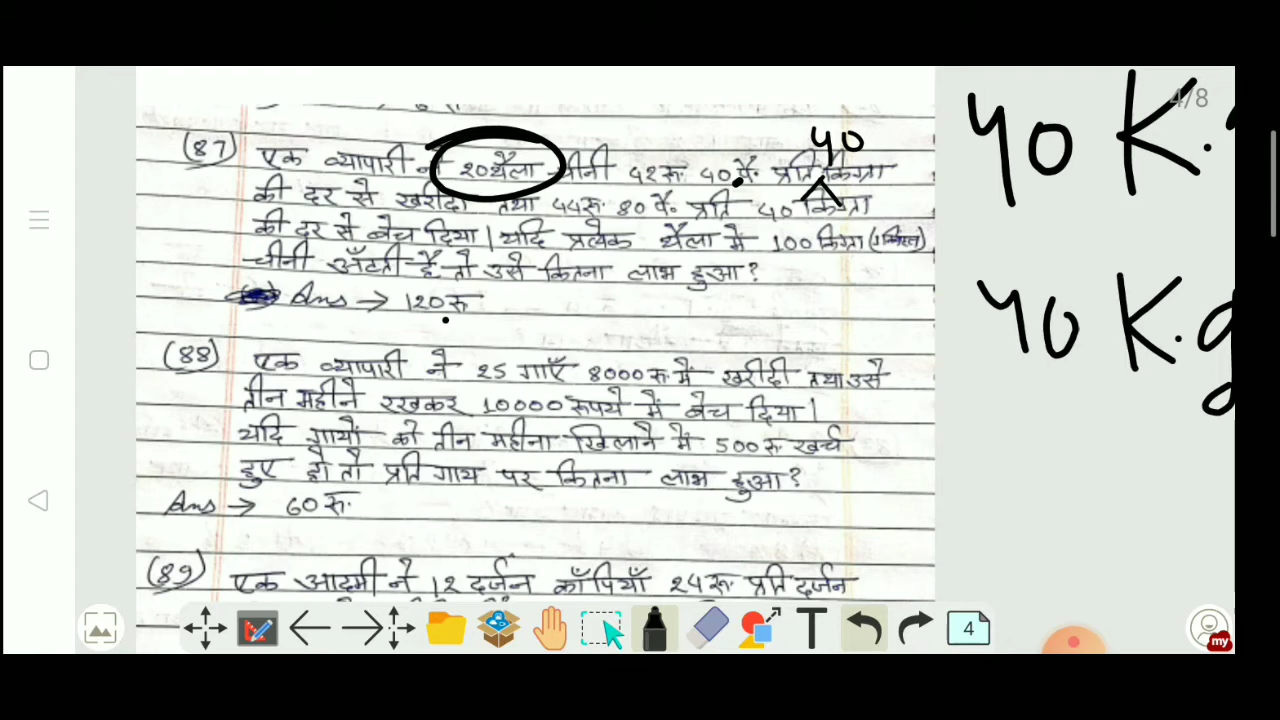 4/8
40 K.g
40 K.g
40
(87) एक व्यापारी ने 20 थैला चीनी 42 रू 40 पै॰ प्रति किग्रा
की दर से खरीदी तथा 44 रू 80 पै॰ प्रति 40 किग्रा
की दर से बेच दिया। यदि प्रत्येक थैला में 100 किग्रा (1 क्विंटल)
चीनी अँटती है तो उसे कितना लाभ हुआ?
Ans → 120 रू
(88) एक व्यापारी ने 25 गाएँ 8000 रू में खरीदी तथा उसे
तीन महीने रखकर 10000 रूपये में बेच दिया।
यदि गायों को तीन महीना खिलाने में 500 रू खर्च
हुए हो तो प्रति गाय पर कितना लाभ हुआ?
Ans → 60 रू.
(89) एक आदमी ने 12 दर्जन कॉपियाँ 24 रू प्रति दर्जन
T
4
my